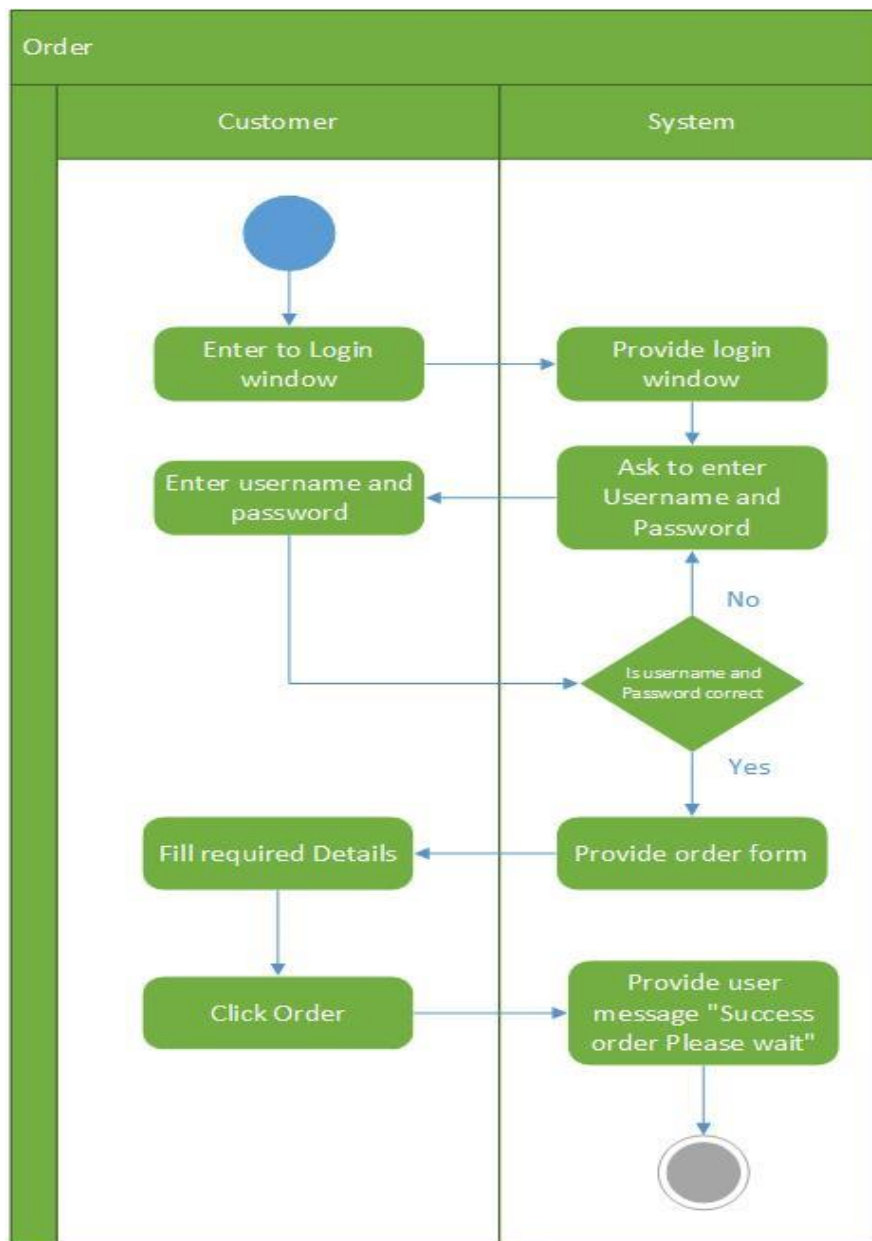 Order
Customer
System
Enter to Login
window
Provide login
window
Ask to enter
Username and
Password
Enter username and
password
No
Is username and
Password correct
Yes
Provide order form
Fill required Details
Click Order
Provide user
message "Success
order Please wait"